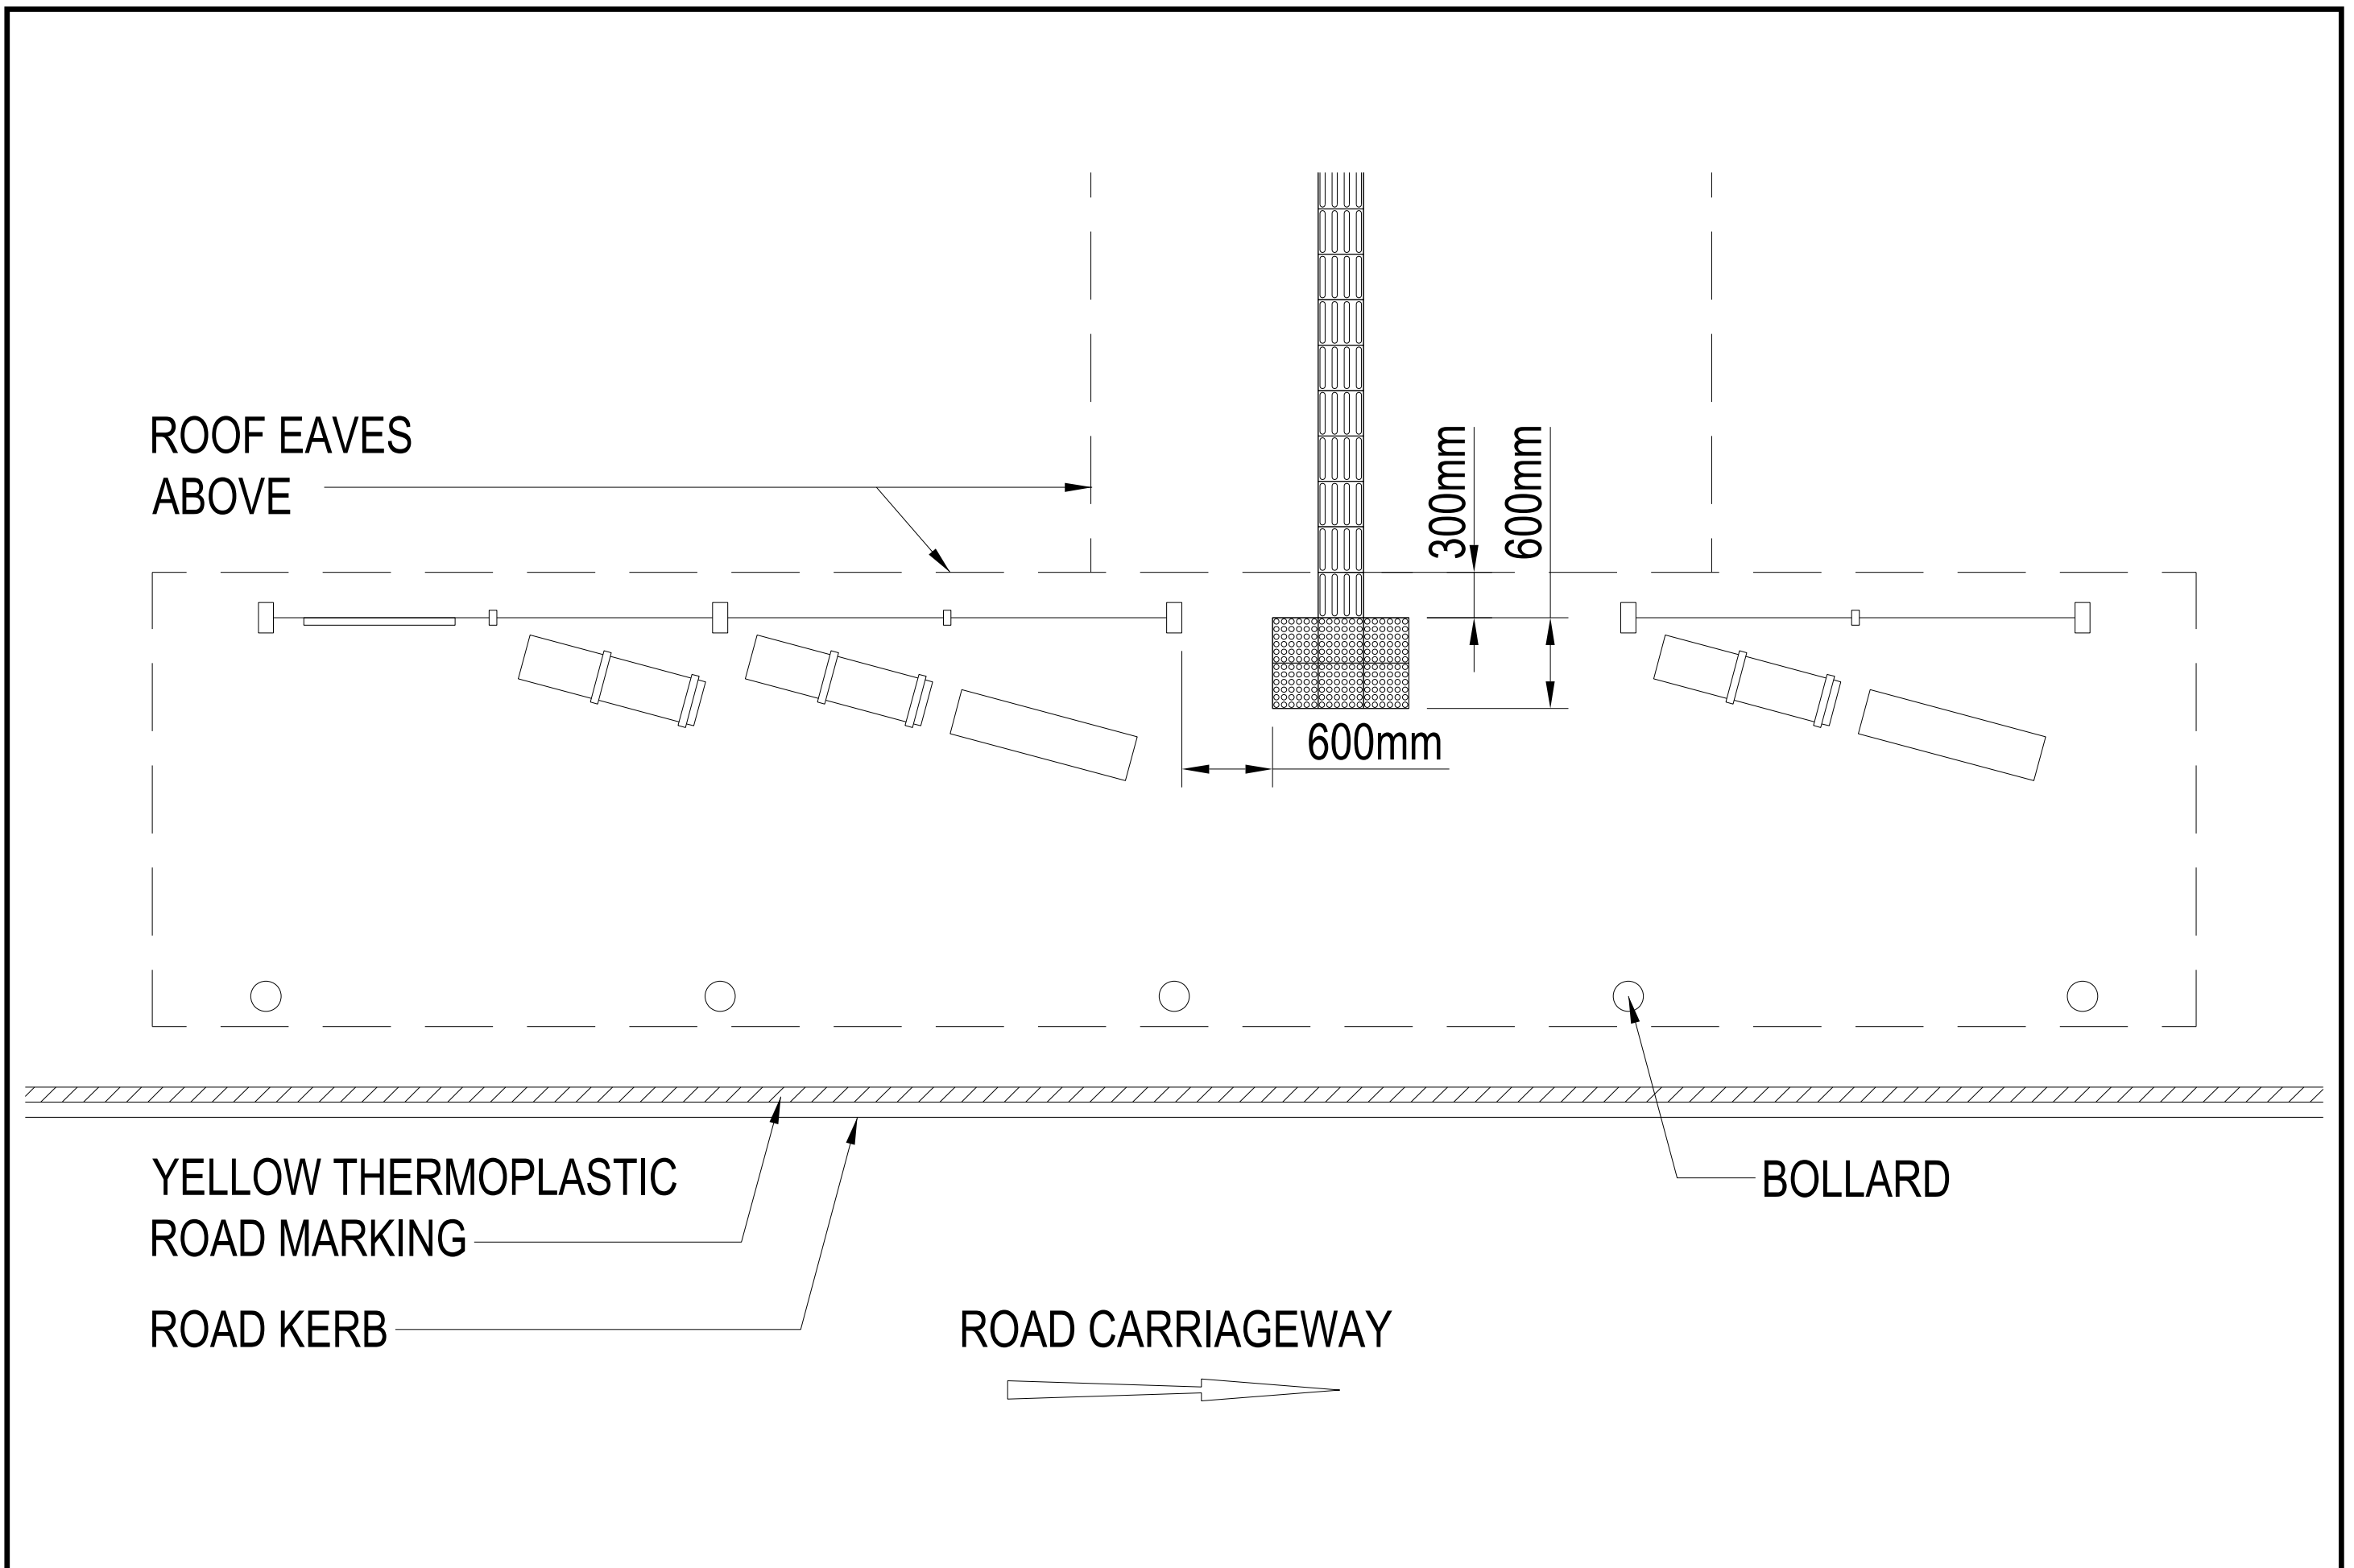 ROOF EAVES
ABOVE
300mm
600mm
600mm
YELLOW THERMOPLASTIC
ROAD MARKING
BOLLARD
ROAD KERB
ROAD CARRIAGEWAY